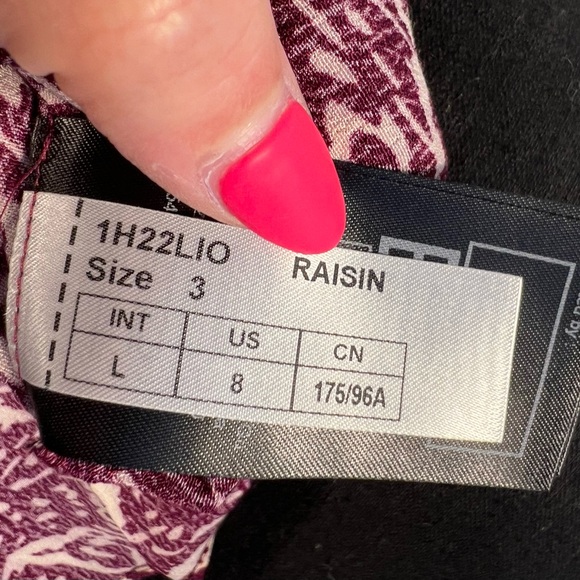 1H22LIO RAISIN
Size 3
INT US CN
L 8 175/96A